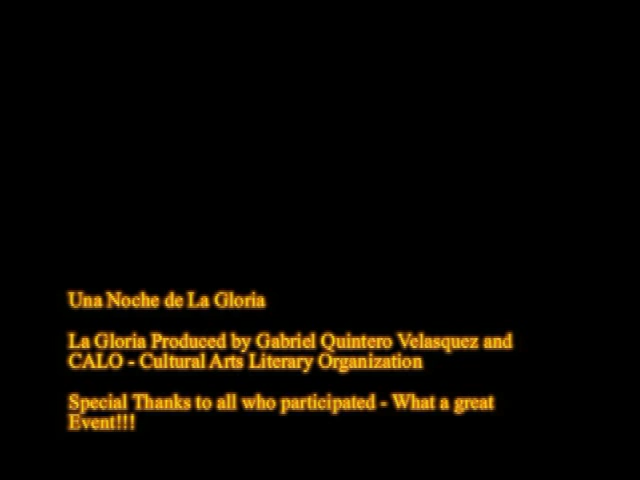 Una Noche de La Gloria
La Gloria Produced by Gabriel Quintero Velasquez and
CALO - Cultural Arts Literary Organization
Special Thanks to all who participated - What a great
Event!!!